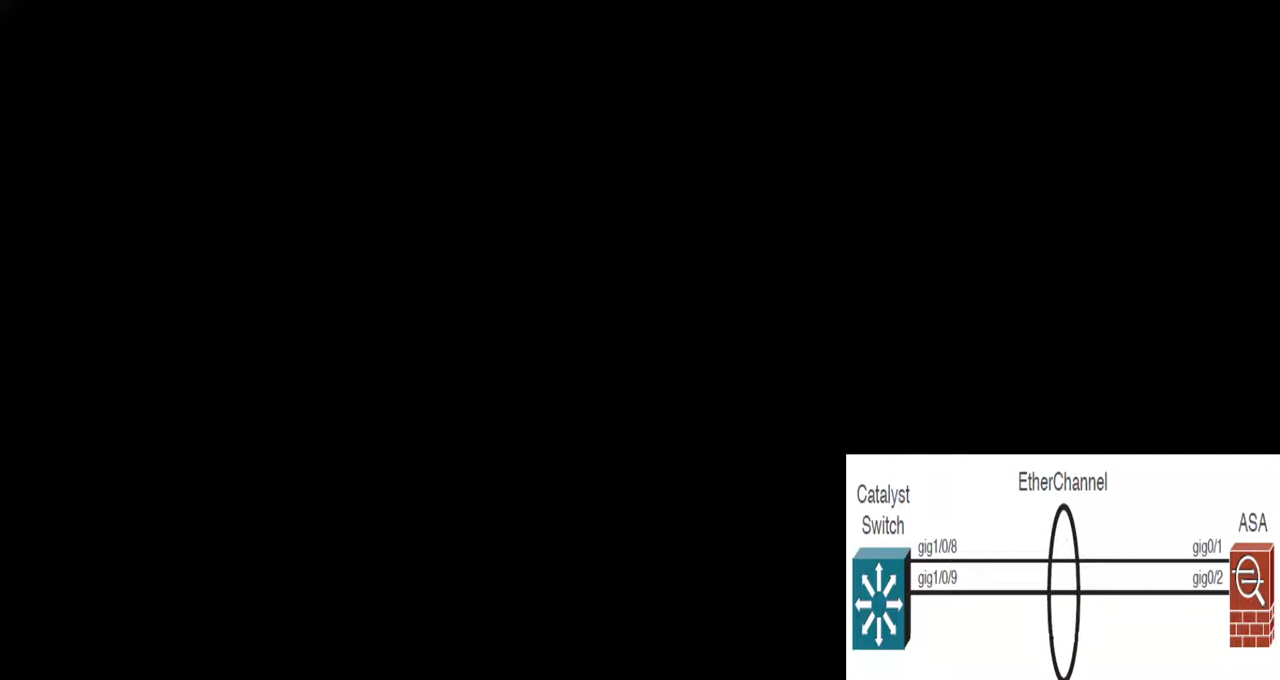 EtherChannel
Catalyst
Switch
ASA
gig1/0/8
gig0/1
gig1/0/9
gig0/2